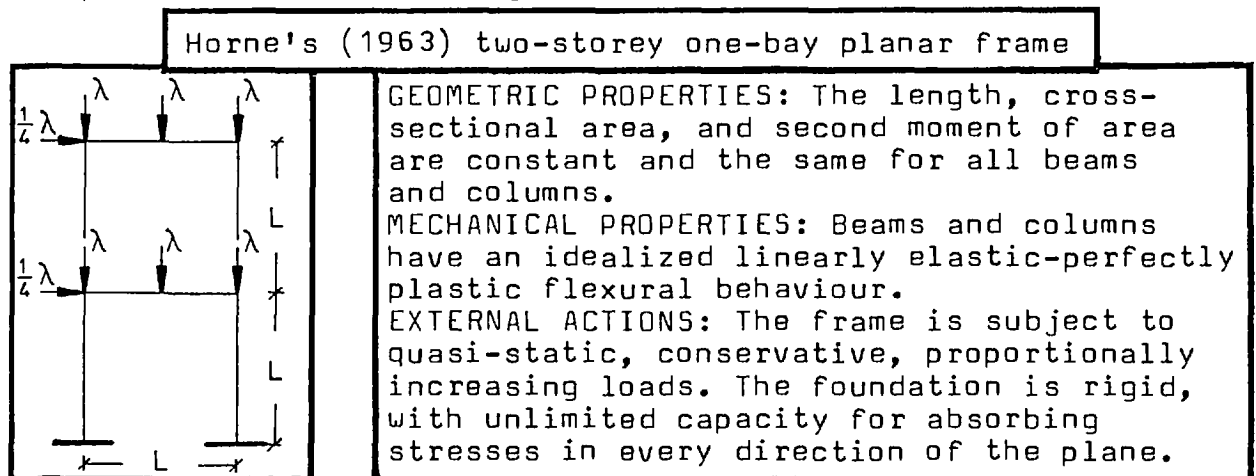 Horne's (1963) two-storey one-bay planar frame
λ λ λ
1/4 λ
L
λ λ λ
1/4 λ
L
L
GEOMETRIC PROPERTIES: The length, cross-
sectional area, and second moment of area
are constant and the same for all beams
and columns.
MECHANICAL PROPERTIES: Beams and columns
have an idealized linearly elastic-perfectly
plastic flexural behaviour.
EXTERNAL ACTIONS: The frame is subject to
quasi-static, conservative, proportionally
increasing loads. The foundation is rigid,
with unlimited capacity for absorbing
stresses in every direction of the plane.